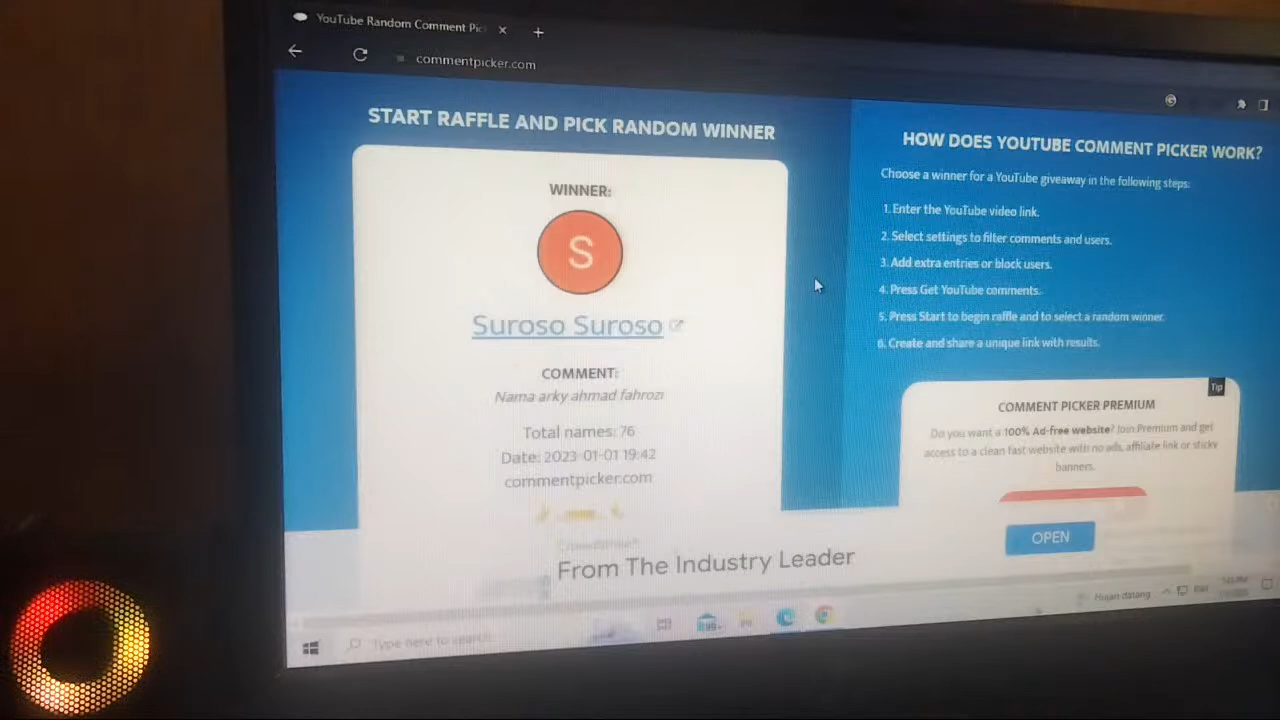 YouTube Random Comment Pic
commentpicker.com
START RAFFLE AND PICK RANDOM WINNER
WINNER:
S
Suroso Suroso
COMMENT:
Nama arky ahmad fahrozi
Total names: 76
Date: 2023-01-01 19:42
commentpicker.com
HOW DOES YOUTUBE COMMENT PICKER WORK?
Choose a winner for a YouTube giveaway in the following steps:
1. Enter the YouTube video link.
2. Select settings to filter comments and users.
3. Add extra entries or block users.
4. Press Get YouTube comments.
5. Press Start to begin raffle and to select a random winner.
6. Create and share a unique link with results.
Tip
COMMENT PICKER PREMIUM
Do you want a 100% Ad-free website? Join Premium and get
access to a clean fast website with no ads, affiliate link or sticky
banners.
From The Industry Leader
OPEN
Type here to search
Hujan datang